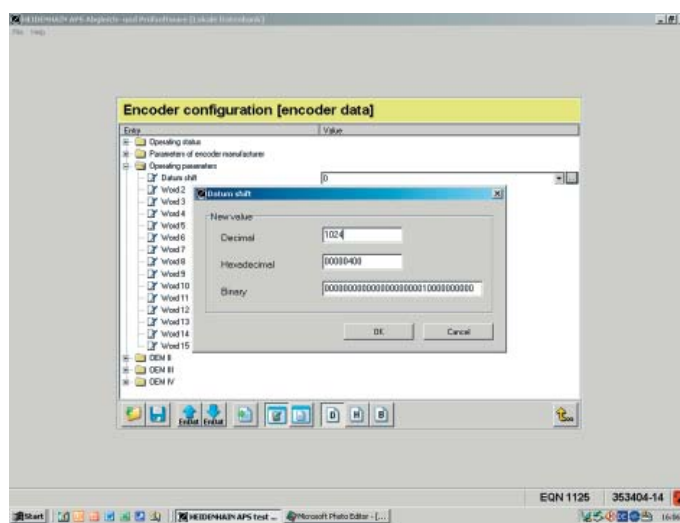 HEIDENHAIN APS Abgleich- und Prüfsoftware [Lokale Datenbank]
File Help
Encoder configuration [encoder data]
Entry Value
Operating status
Parameters of encoder manufacturer
Operating parameters
Datum shift 0
Word 2
Word 3
Word 4
Word 5
Word 6
Word 7
Word 8
Word 9
Word 10
Word 11
Word 12
Word 13
Word 14
Word 15
OEM II
OEM III
OEM IV
Datum shift
New value
Decimal 1024
Hexadecimal 00000400
Binary 00000000000000000000010000000000
OK Cancel
EnDat EnDat D H B
EQN 1125 353404-14
Start HEIDENHAIN APS test ... Microsoft Photo Editor - [...